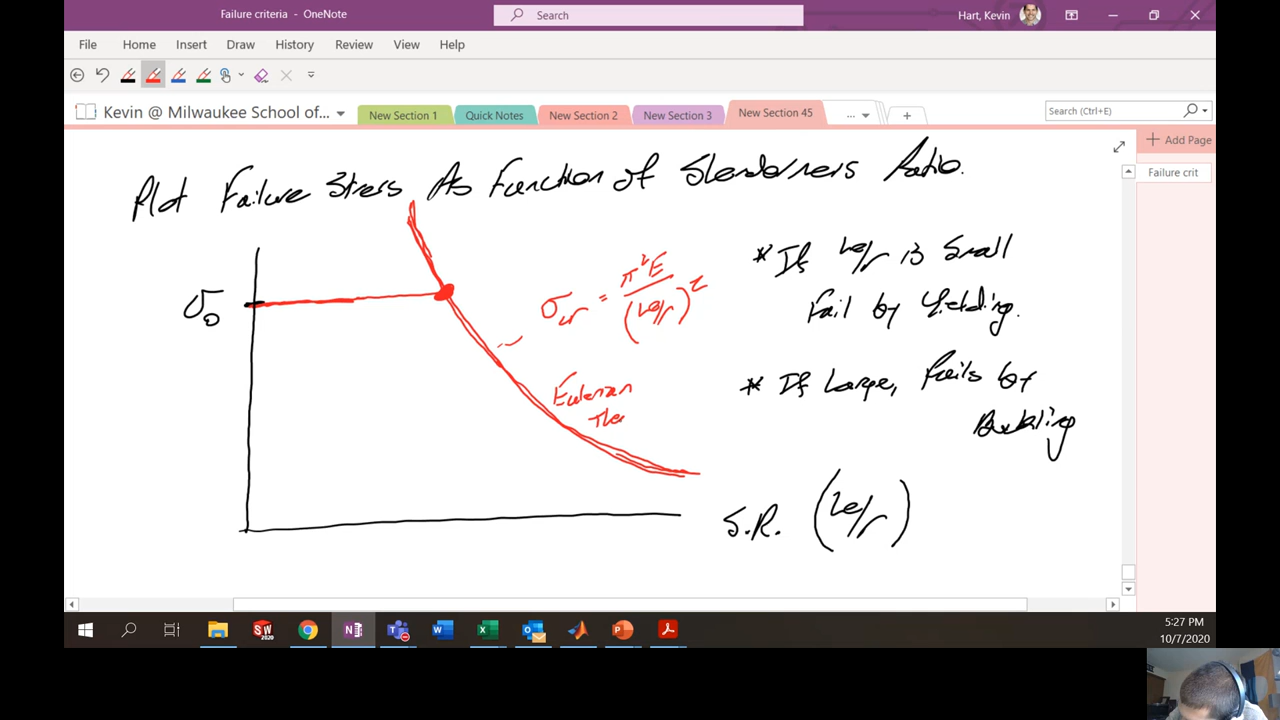 Failure criteria - OneNote
Search
Hart, Kevin
File Home Insert Draw History Review View Help
Kevin @ Milwaukee School of...
New Section 1
Quick Notes
New Section 2
New Section 3
New Section 45
...
Search (Ctrl+E)
Add Page
Failure crit
Plot Failure Stress As Function of Slenderness Ratio.
σ₀
σcr = π²E / (Le/r)²
Eulerian
The
* If Le/r is Small
Fail by Yielding.
* If Large, Fails by
Buckling
S.R. (Le/r)
5:27 PM
10/7/2020